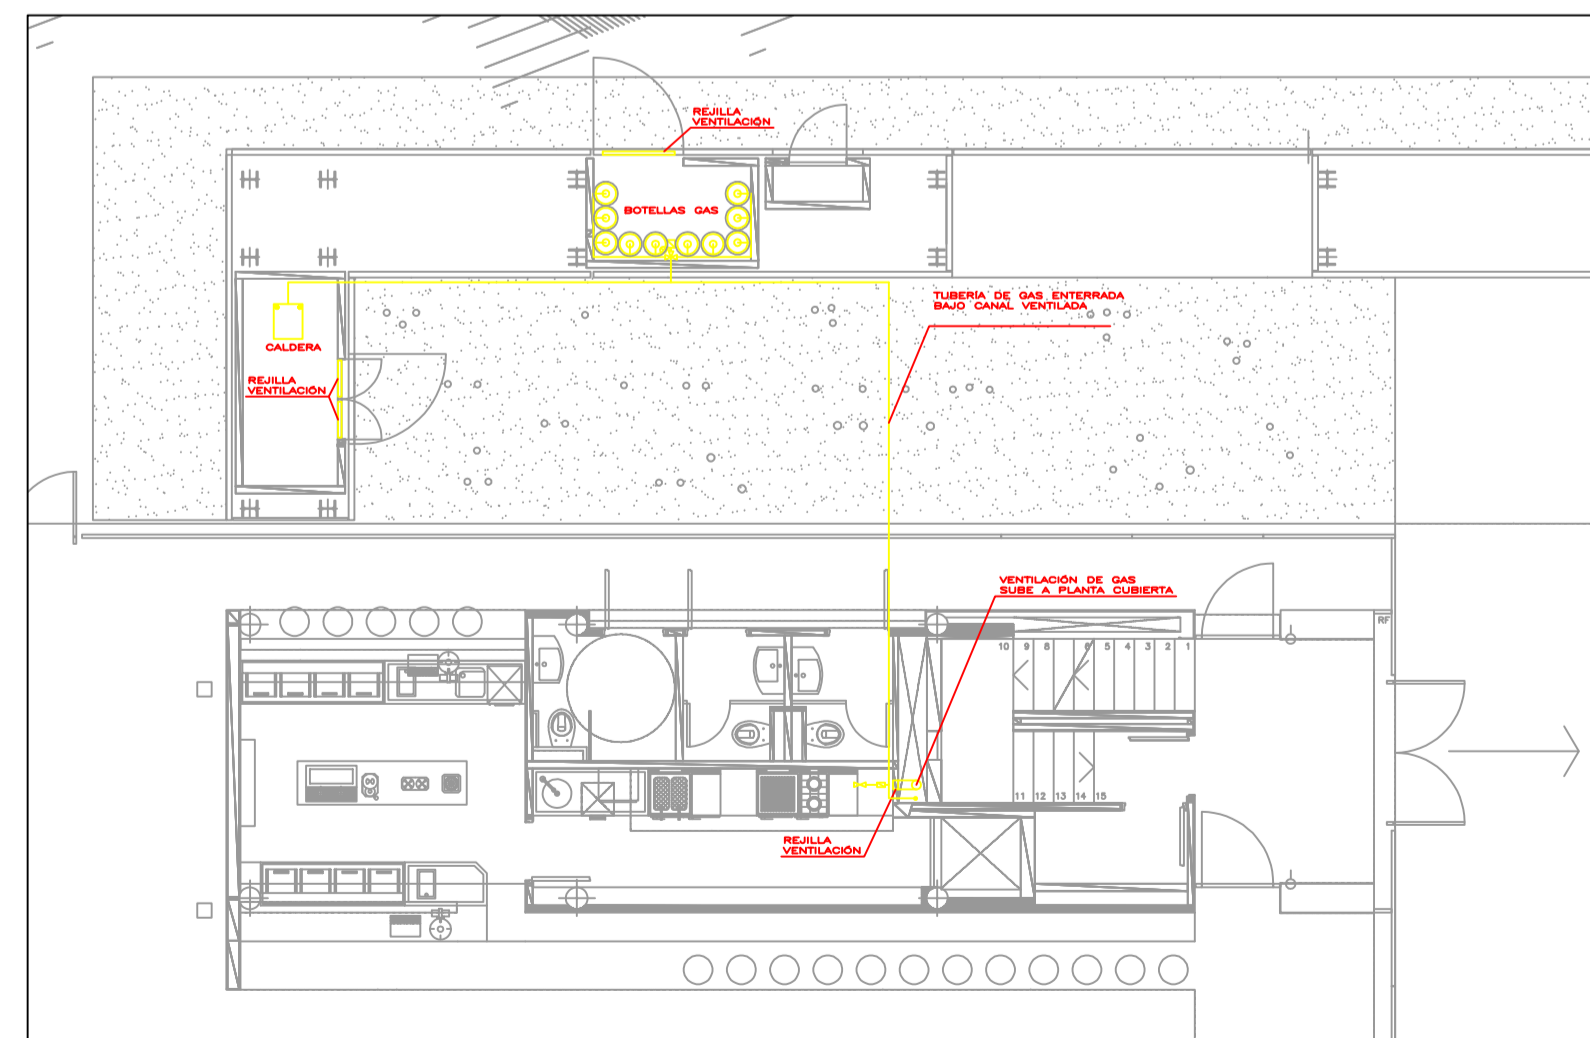 REJILLA
VENTILACIÓN
BOTELLAS GAS
TUBERÍA DE GAS ENTERRADA
BAJO CANAL VENTILADA
CALDERA
REJILLA
VENTILACIÓN
VENTILACIÓN DE GAS
SUBE A PLANTA CUBIERTA
RF
10 9 8 6 5 4 3 2 1
11 12 13 14 15
REJILLA
VENTILACIÓN